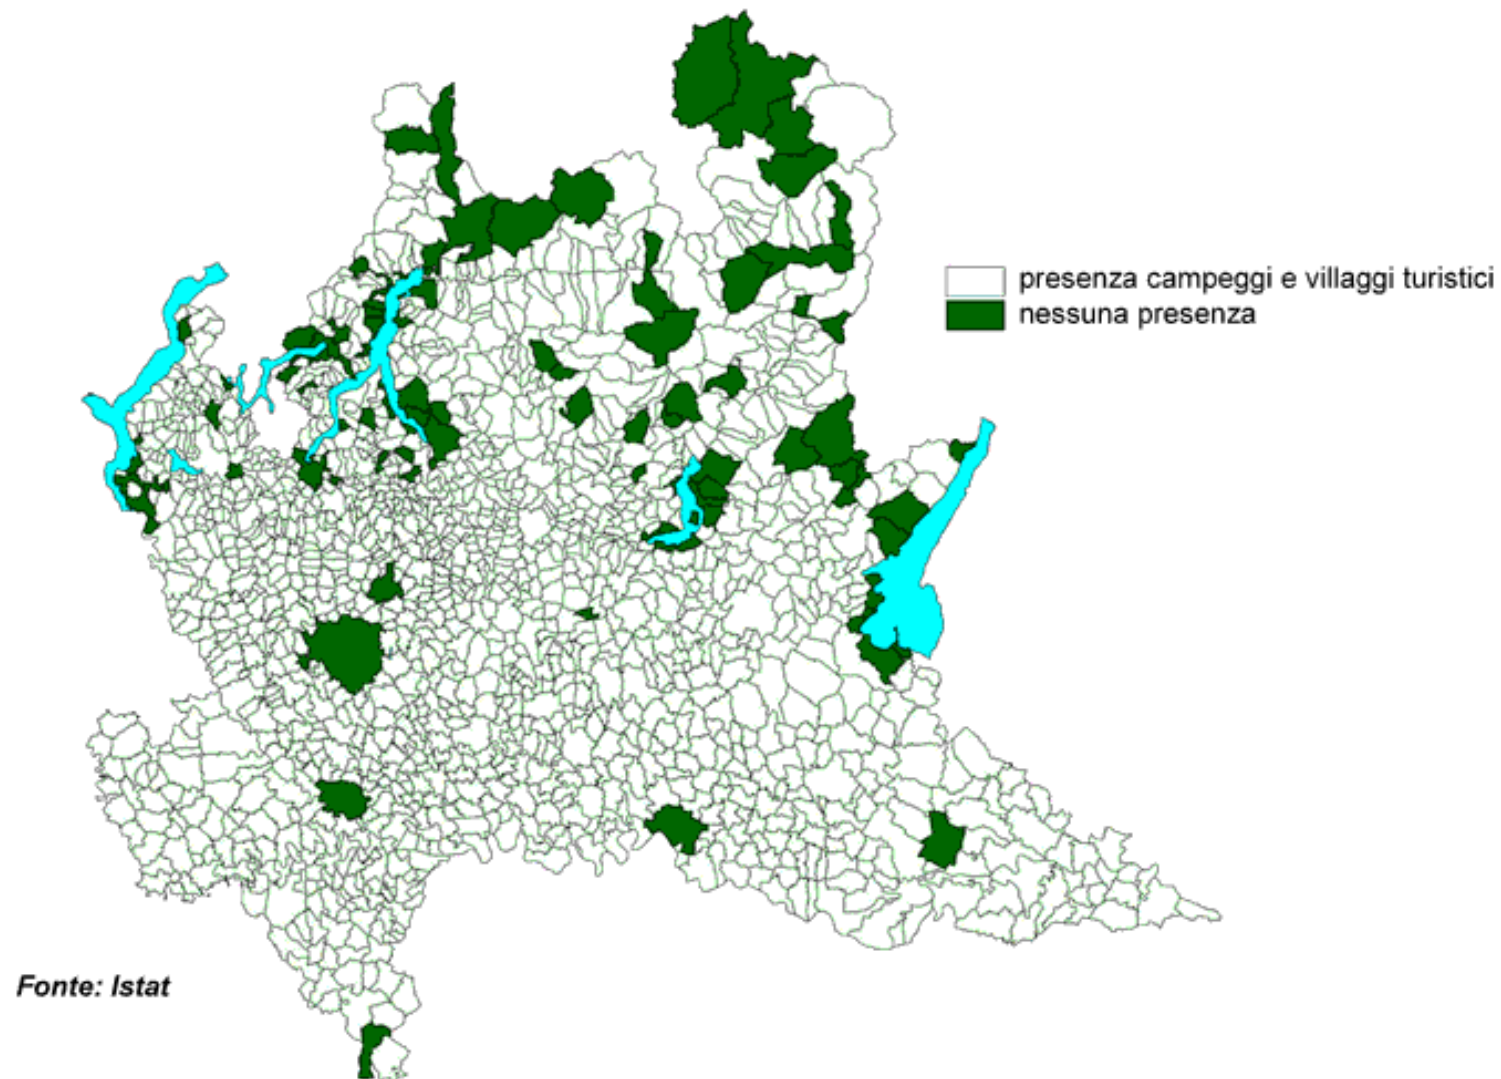 presenza campeggi e villaggi turistici
nessuna presenza
Fonte: Istat